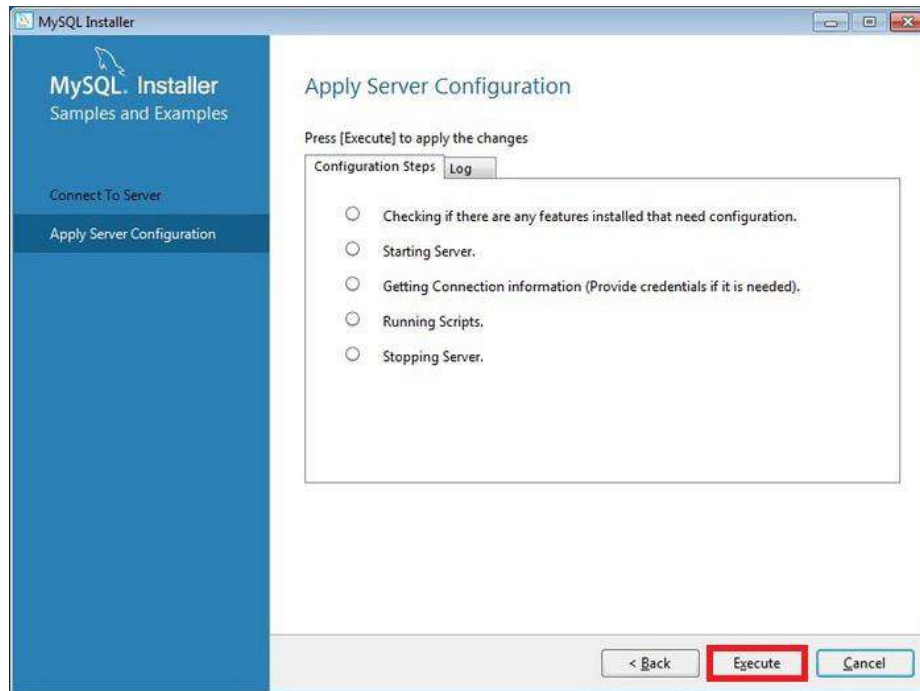 MySQL Installer
MySQL. Installer
Samples and Examples
Connect To Server
Apply Server Configuration
Apply Server Configuration
Press [Execute] to apply the changes
Configuration Steps
Log
Checking if there are any features installed that need configuration.
Starting Server.
Getting Connection information (Provide credentials if it is needed).
Running Scripts.
Stopping Server.
< Back
Execute
Cancel